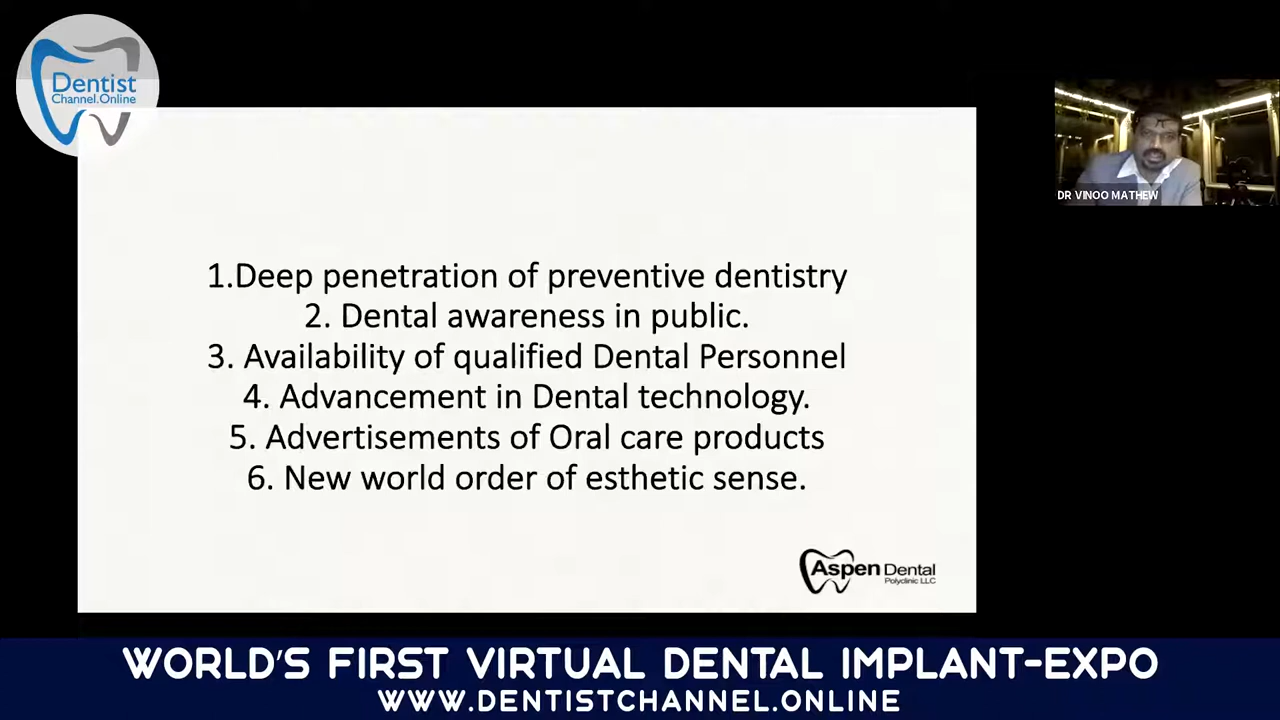 Dentist
Channel.Online
DR VINOO MATHEW
1.Deep penetration of preventive dentistry
2. Dental awareness in public.
3. Availability of qualified Dental Personnel
4. Advancement in Dental technology.
5. Advertisements of Oral care products
6. New world order of esthetic sense.
Aspen Dental
Polyclinic LLC
WORLD'S FIRST VIRTUAL DENTAL IMPLANT-EXPO
WWW.DENTISTCHANNEL.ONLINE